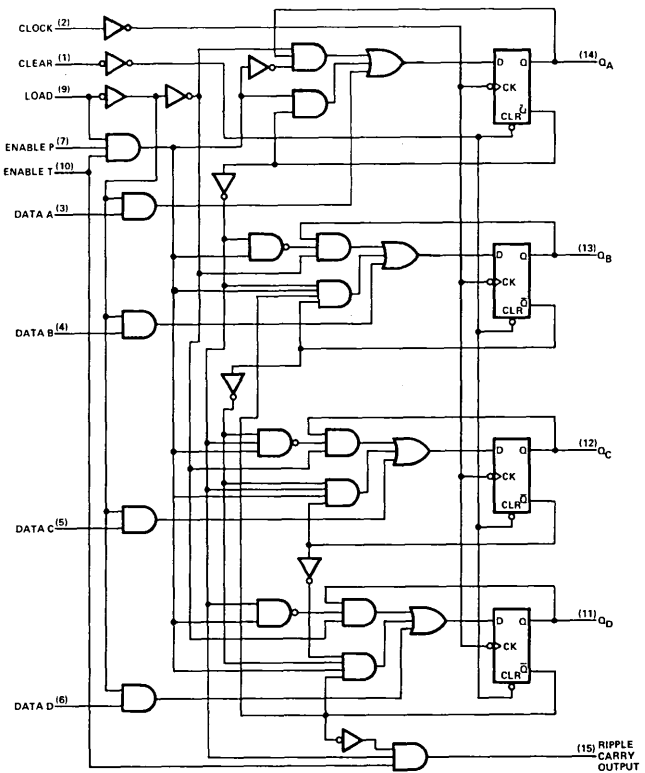 CLOCK (2)
CLEAR (1)
LOAD (9)
ENABLE P (7)
ENABLE T (10)
DATA A (3)
D Q
CK
CLR Q
(14) QA
D Q
CK
CLR Q
(13) QB
DATA B (4)
D Q
CK
CLR Q
(12) QC
DATA C (5)
D Q
CK
CLR Q
(11) QD
DATA D (6)
(15) RIPPLE
CARRY
OUTPUT